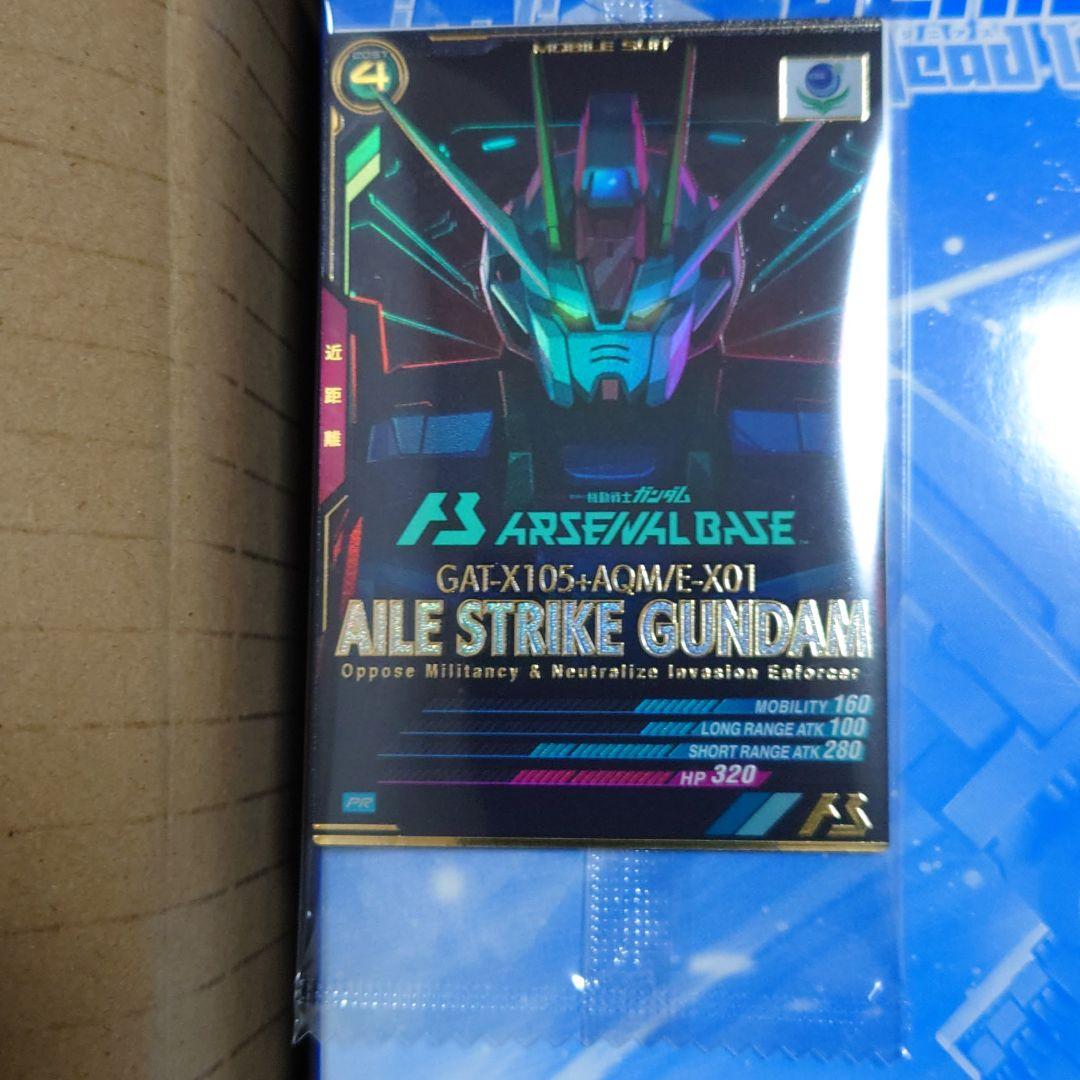 MOBILE SUIT
COST
4
近距離
機動戦士ガンダム
ARSENAL BASE
GAT-X105+AQM/E-X01
AILE STRIKE GUNDAM
Oppose Militancy & Neutralize Invasion Enforcer
MOBILITY 160
LONG RANGE ATK 100
SHORT RANGE ATK 280
HP 320
PR